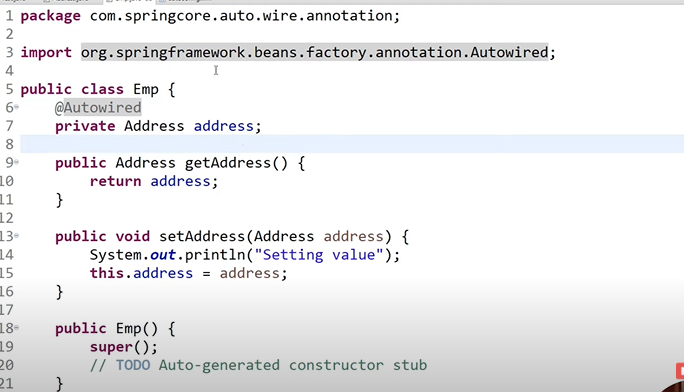 1 package com.springcore.auto.wire.annotation;
2
3 import org.springframework.beans.factory.annotation.Autowired;
4
5 public class Emp {
6 @Autowired
7 private Address address;
8
9 public Address getAddress() {
10 return address;
11 }
12
13 public void setAddress(Address address) {
14 System.out.println("Setting value");
15 this.address = address;
16 }
17
18 public Emp() {
19 super();
20 // TODO Auto-generated constructor stub
21 }